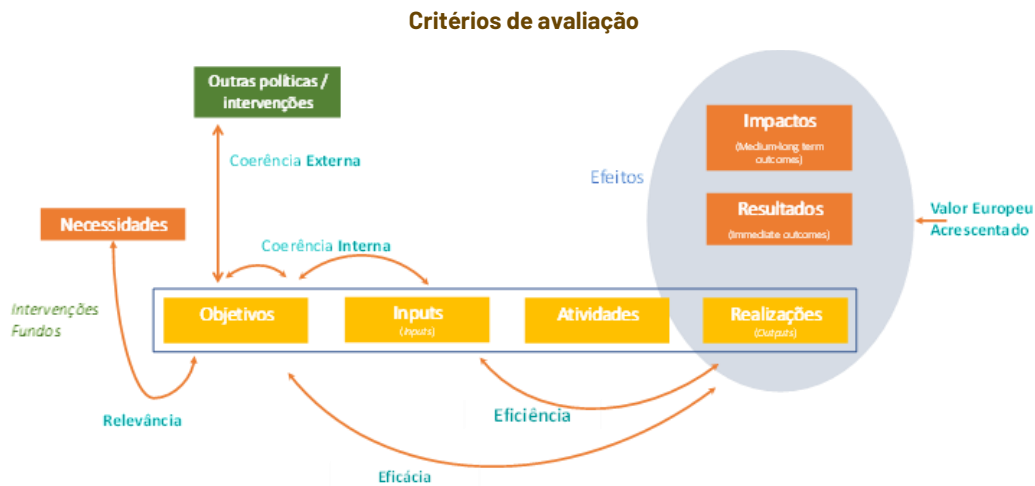 Critérios de avaliação
Outras políticas /
intervenções
Impactos
(Medium-long term
outcomes)
Coerência Externa
Efeitos
Necessidades
Resultados
(Immediate outcomes)
Valor Europeu
Acrescentado
Coerência Interna
Intervenções
Fundos
Objetivos
Inputs
(Inputs)
Atividades
Realizações
(Outputs)
Relevância
Eficiência
Eficácia